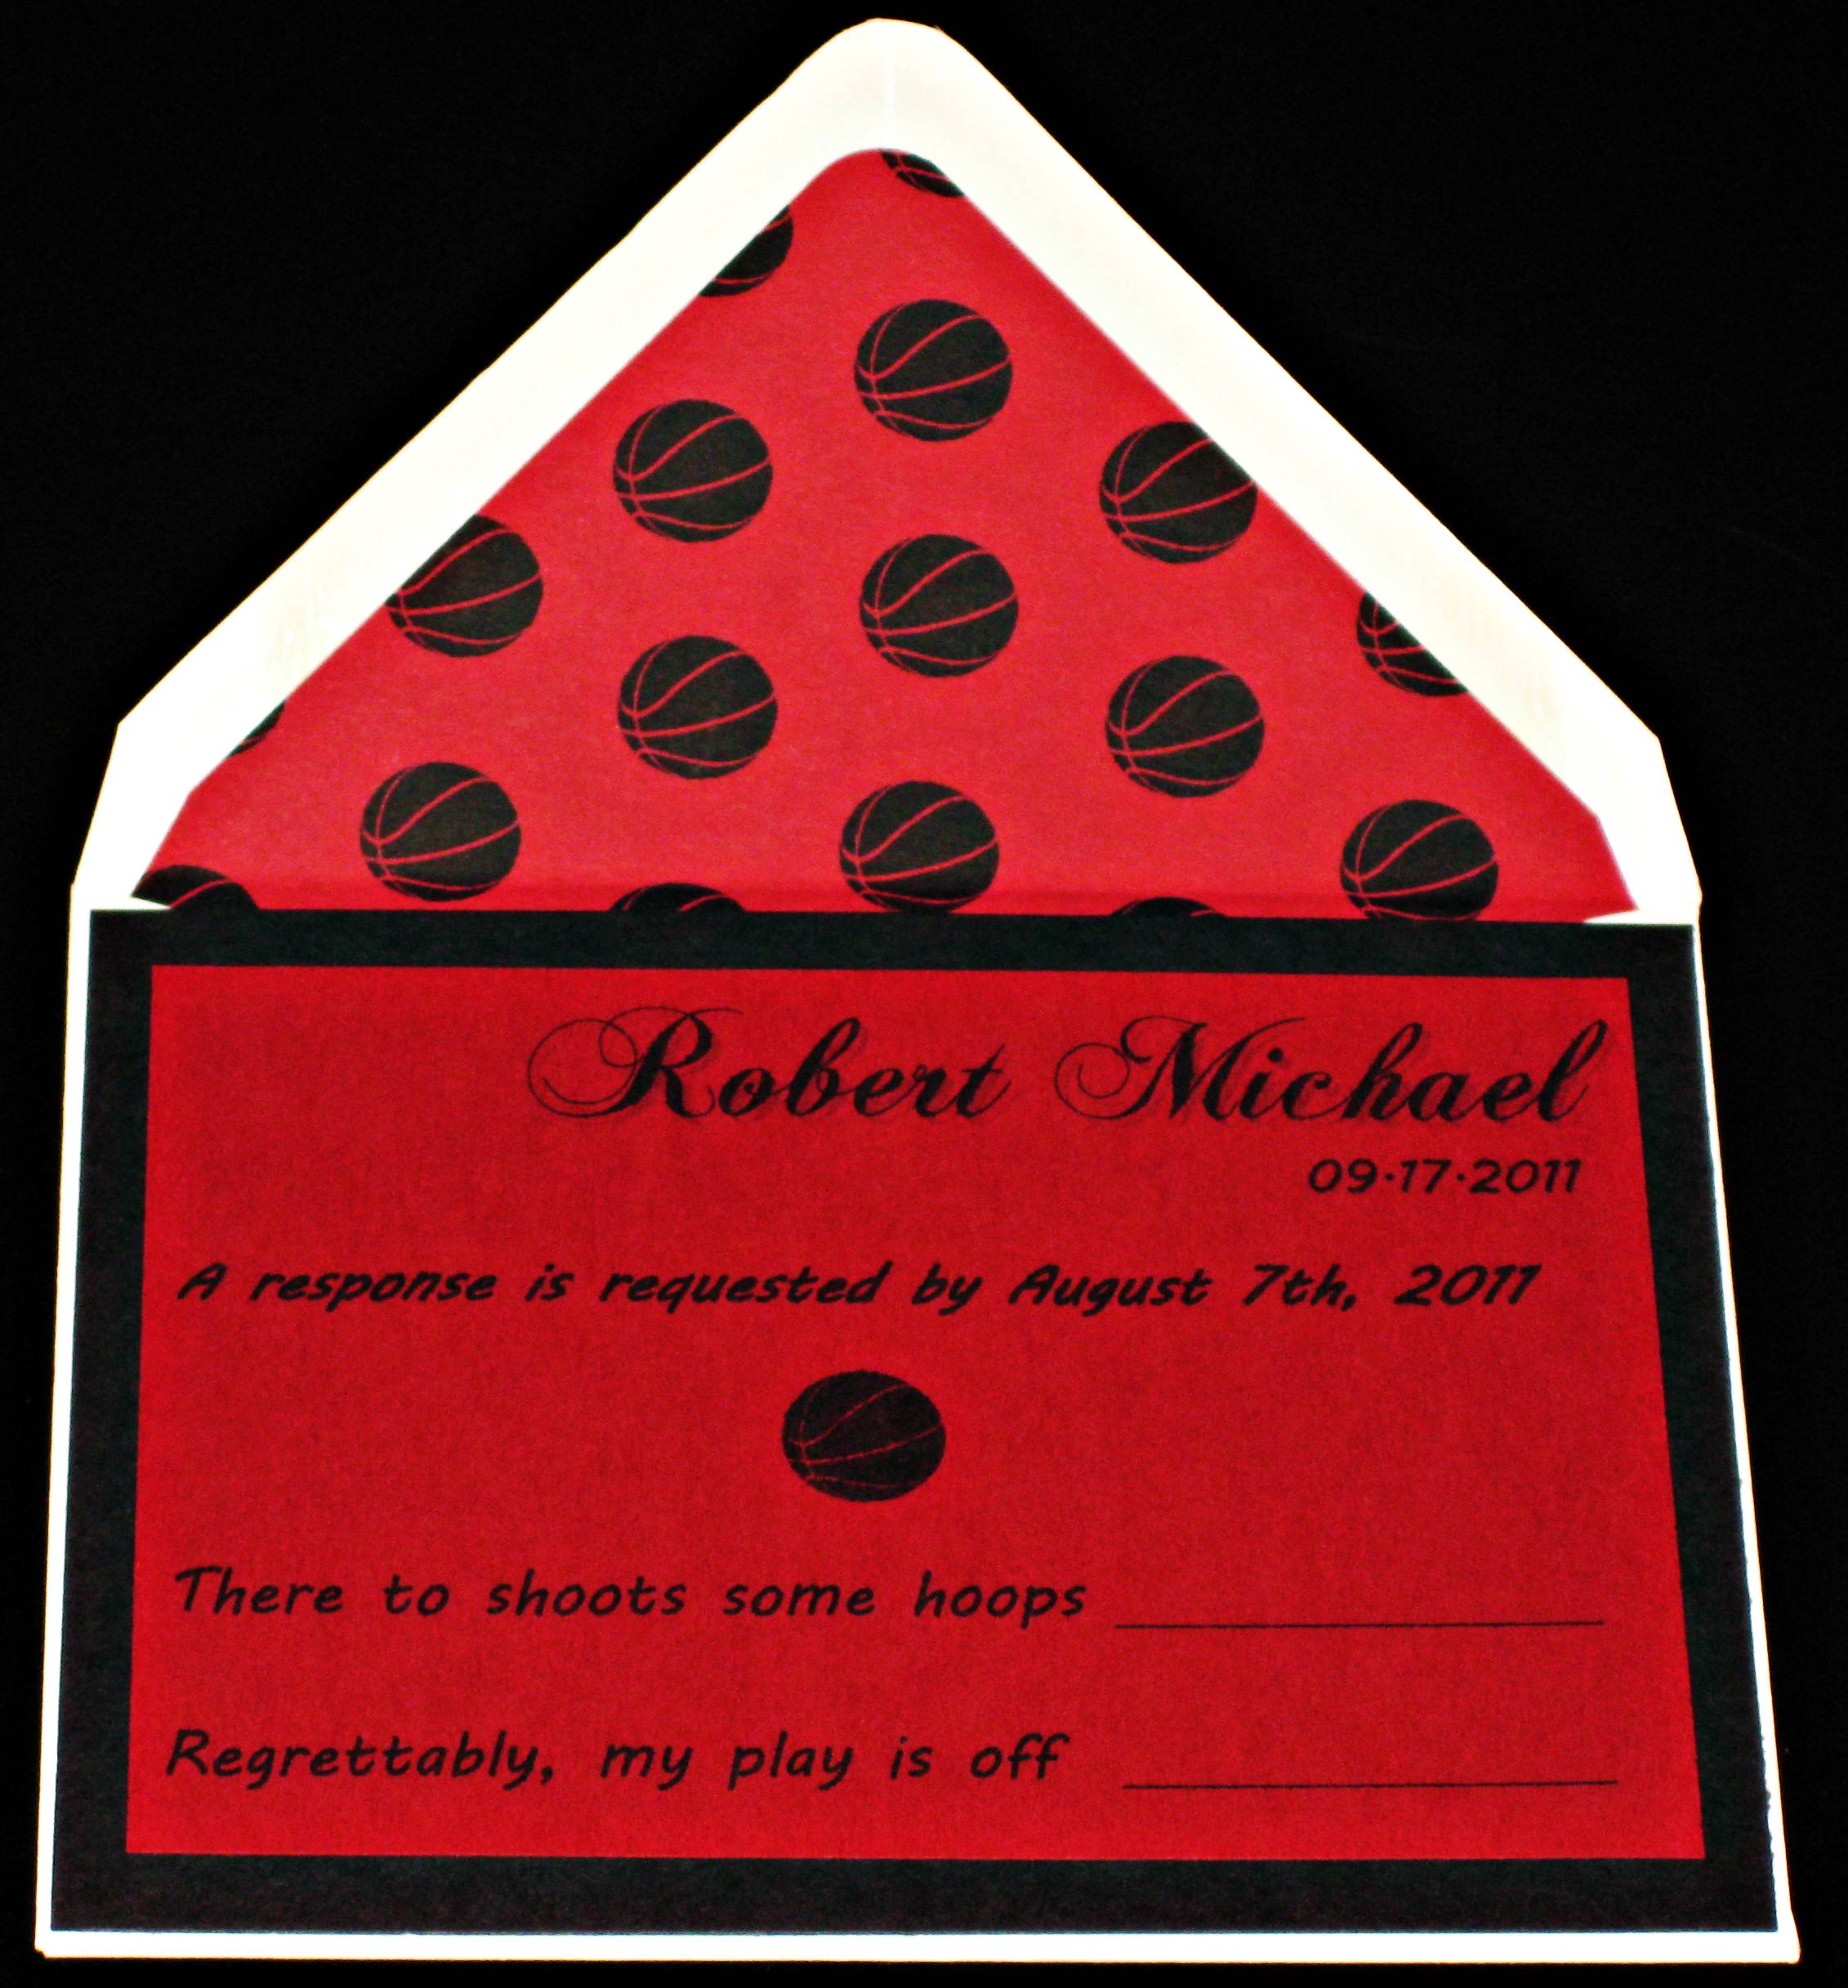 Robert Michael
09·17·2011
A response is requested by August 7th, 2011
There to shoots some hoops
Regrettably, my play is off